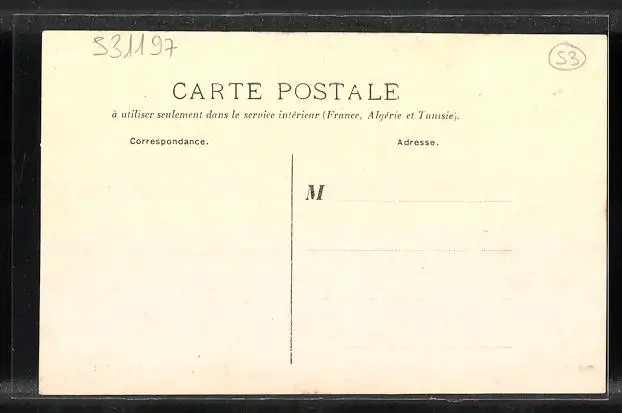 531197
53
CARTE POSTALE
à utiliser seulement dans le service intérieur (France, Algérie et Tunisie).
Correspondance.
Adresse.
M